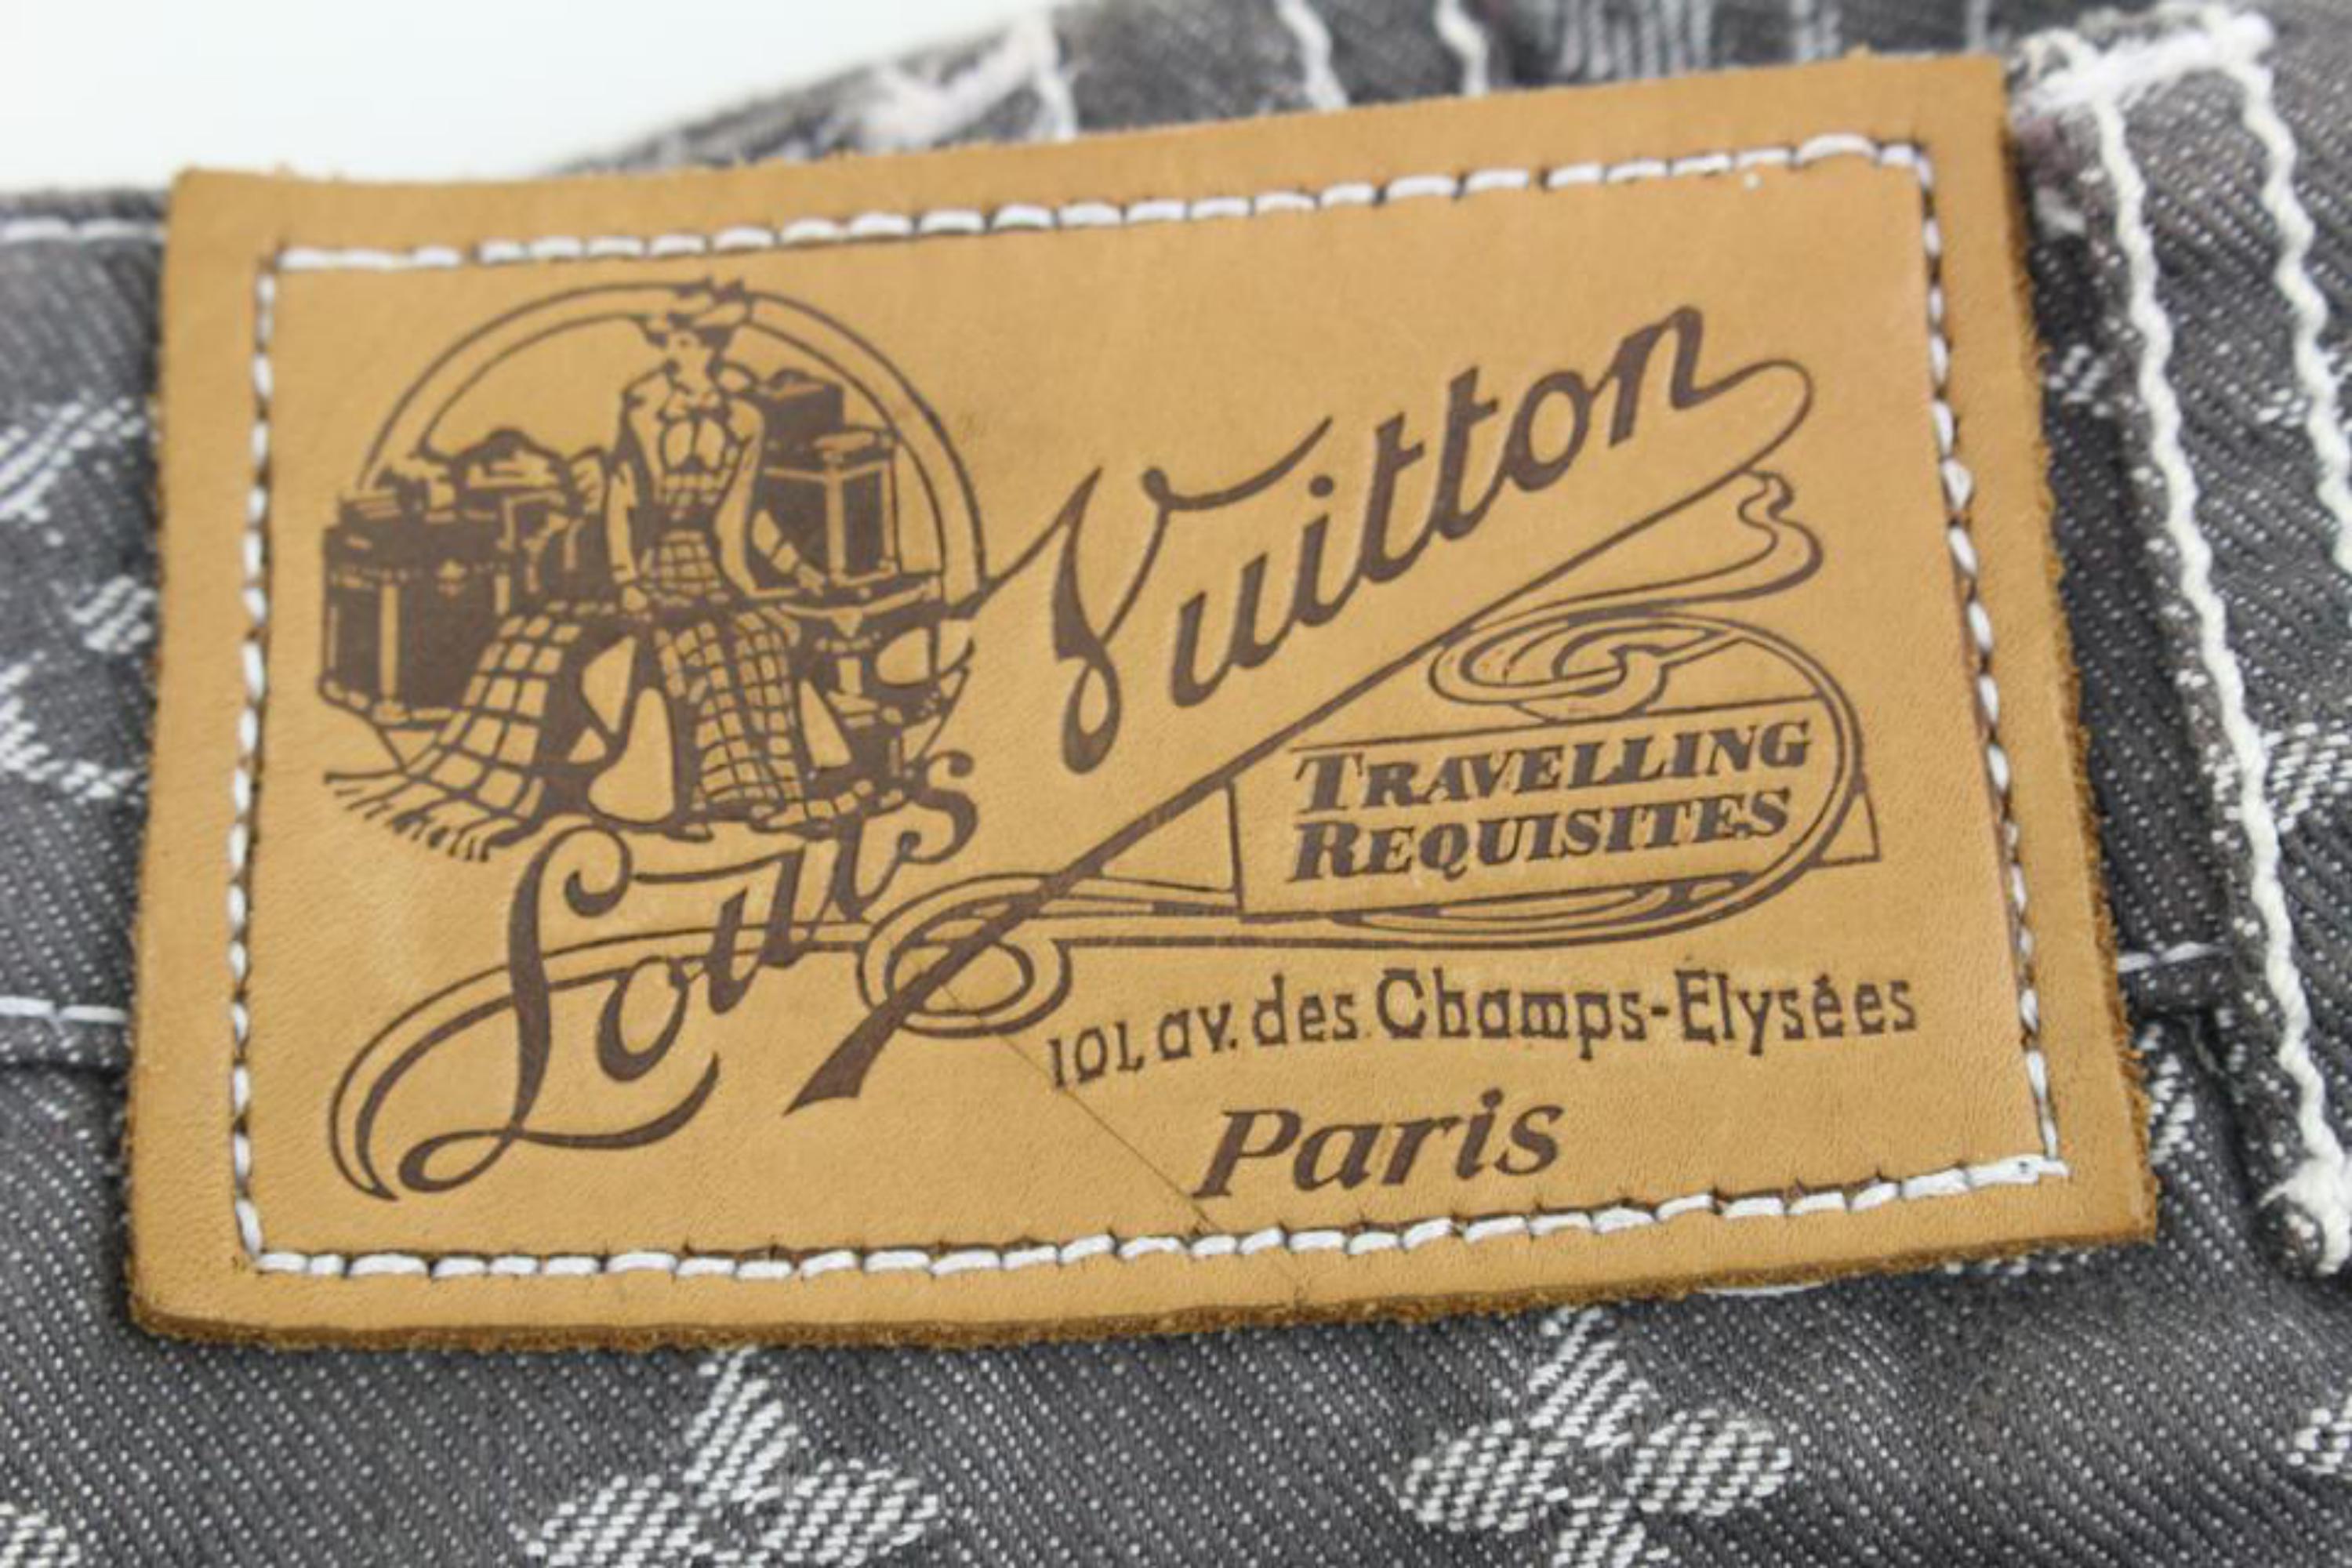 Louis Vuitton
TRAVELLING
REQUISITES
101, av. des Champs-Elysées
Paris